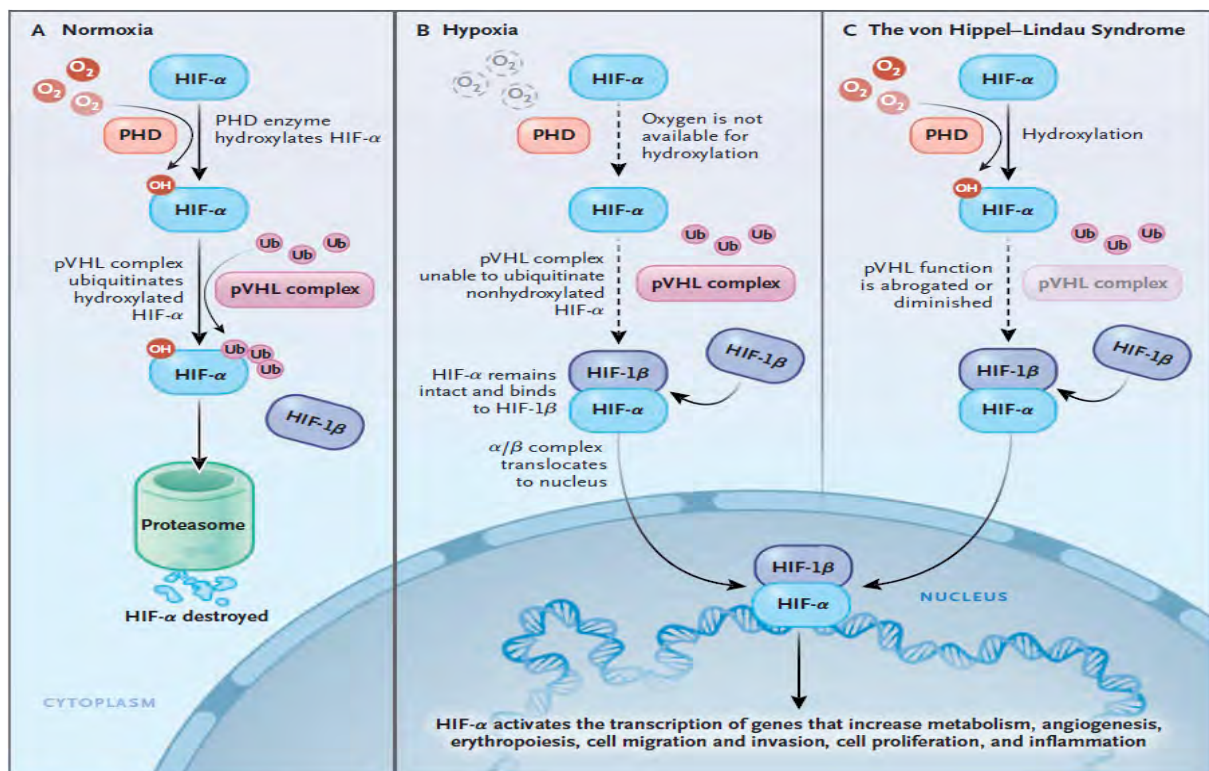 A Normoxia
O₂
O₂
O₂
HIF-α
PHD
PHD enzyme
hydroxylates HIF-α
OH
HIF-α
pVHL complex
ubiquitinates
hydroxylated
HIF-α
Ub
Ub
Ub
pVHL complex
OH
HIF-α
Ub
Ub
Ub
HIF-1β
Proteasome
HIF-α destroyed
CYTOPLASM
B Hypoxia
O₂
O₂
O₂
HIF-α
PHD
Oxygen is not
available for
hydroxylation
HIF-α
Ub
Ub
Ub
pVHL complex
unable to ubiquitinate
nonhydroxylated
HIF-α
pVHL complex
HIF-α remains
intact and binds
to HIF-1β
HIF-1β
HIF-α
HIF-1β
α/β complex
translocates
to nucleus
C The von Hippel–Lindau Syndrome
O₂
O₂
O₂
HIF-α
PHD
Hydroxylation
OH
HIF-α
Ub
Ub
Ub
pVHL function
is abrogated or
diminished
pVHL complex
HIF-1β
HIF-α
HIF-1β
HIF-1β
HIF-α
NUCLEUS
HIF-α activates the transcription of genes that increase metabolism, angiogenesis,
erythropoiesis, cell migration and invasion, cell proliferation, and inflammation